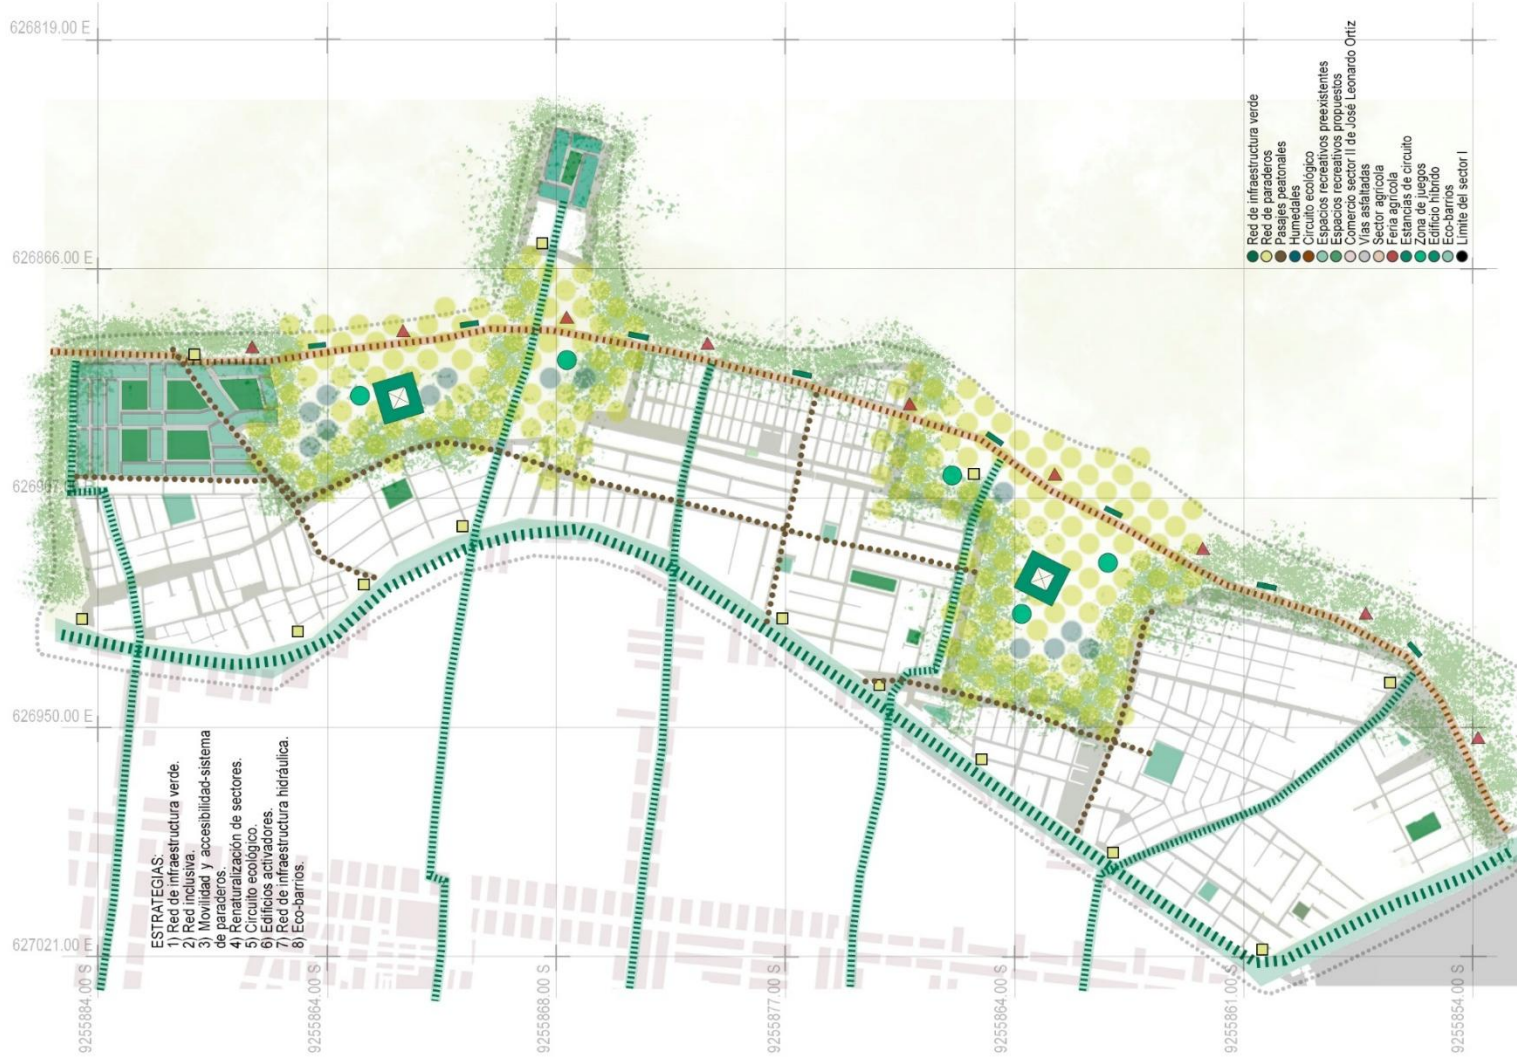 626819.00 E
626866.00 E
626950.00 E
627021.00 E
Red de infraestructura verde
Red de paraderos
Pasajes peatonales
Humedales
Circuito ecológico
Espacios recreativos preexistentes
Espacios recreativos propuestos
Comercio sector II de José Leonardo Ortiz
Vías asfaltadas
Sector agrícola
Feria agrícola
Estancias de circuito
Zona de juegos
Edificio híbrido
Eco-barrios
Limite del sector I
ESTRATEGIAS:
1) Red de infraestructura verde.
2) Red inclusiva.
3) Movilidad y accesibilidad-sistema
de paraderos.
4) Renaturalización de sectores.
5) Circuito ecológico.
6) Edificios activadores.
7) Red de infraestructura hidráulica.
8) Eco-barrios.
9255884.00 S
9255864.00 S
9255868.00 S
9255877.00 S
9255864.00 S
9255861.00 S
9255854.00 S